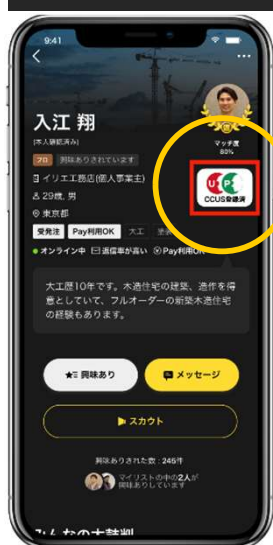 9:41
入江 翔
(本人確認済み)
マッチ度
80%
プロ 興味ありされています
イリエ工務店(個人事業主)
29歳, 男
東京都
CCUS登録済
受発注 Pay利用OK 大工
オンライン中 返信率が高い Pay利用OK
大工歴10年です。木造住宅の建築、造作を得
意としていて、フルオーダーの新築木造住宅
の経験もあります。
興味あり
メッセージ
スカウト
興味ありされた数:245件
マイリストの中の2人が
興味ありしています
みんなの太鼓判